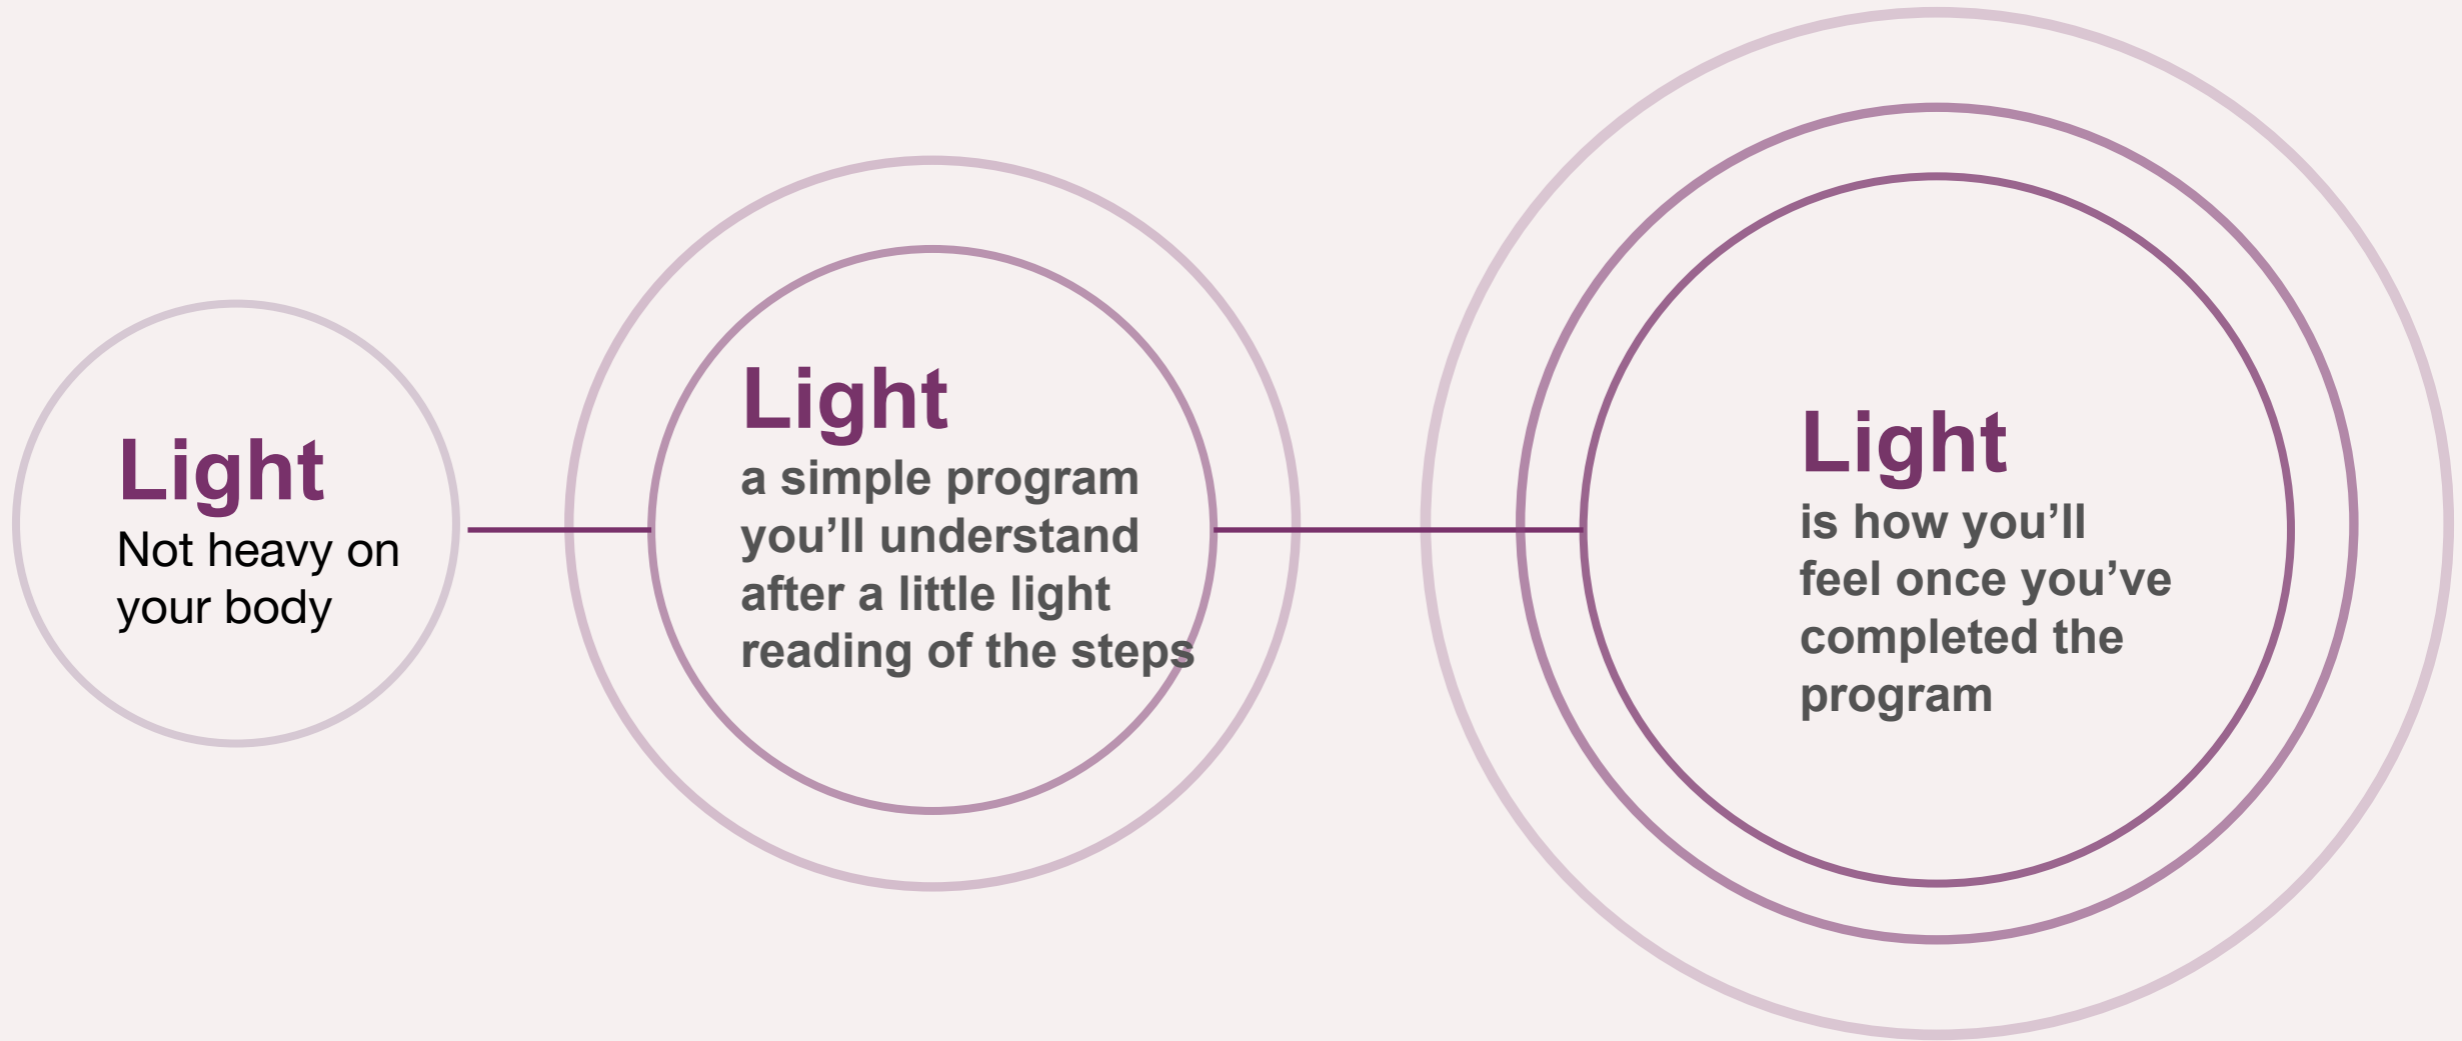 Light
Not heavy on
your body
Light
a simple program
you’ll understand
after a little light
reading of the steps
Light
is how you’ll
feel once you’ve
completed the
program